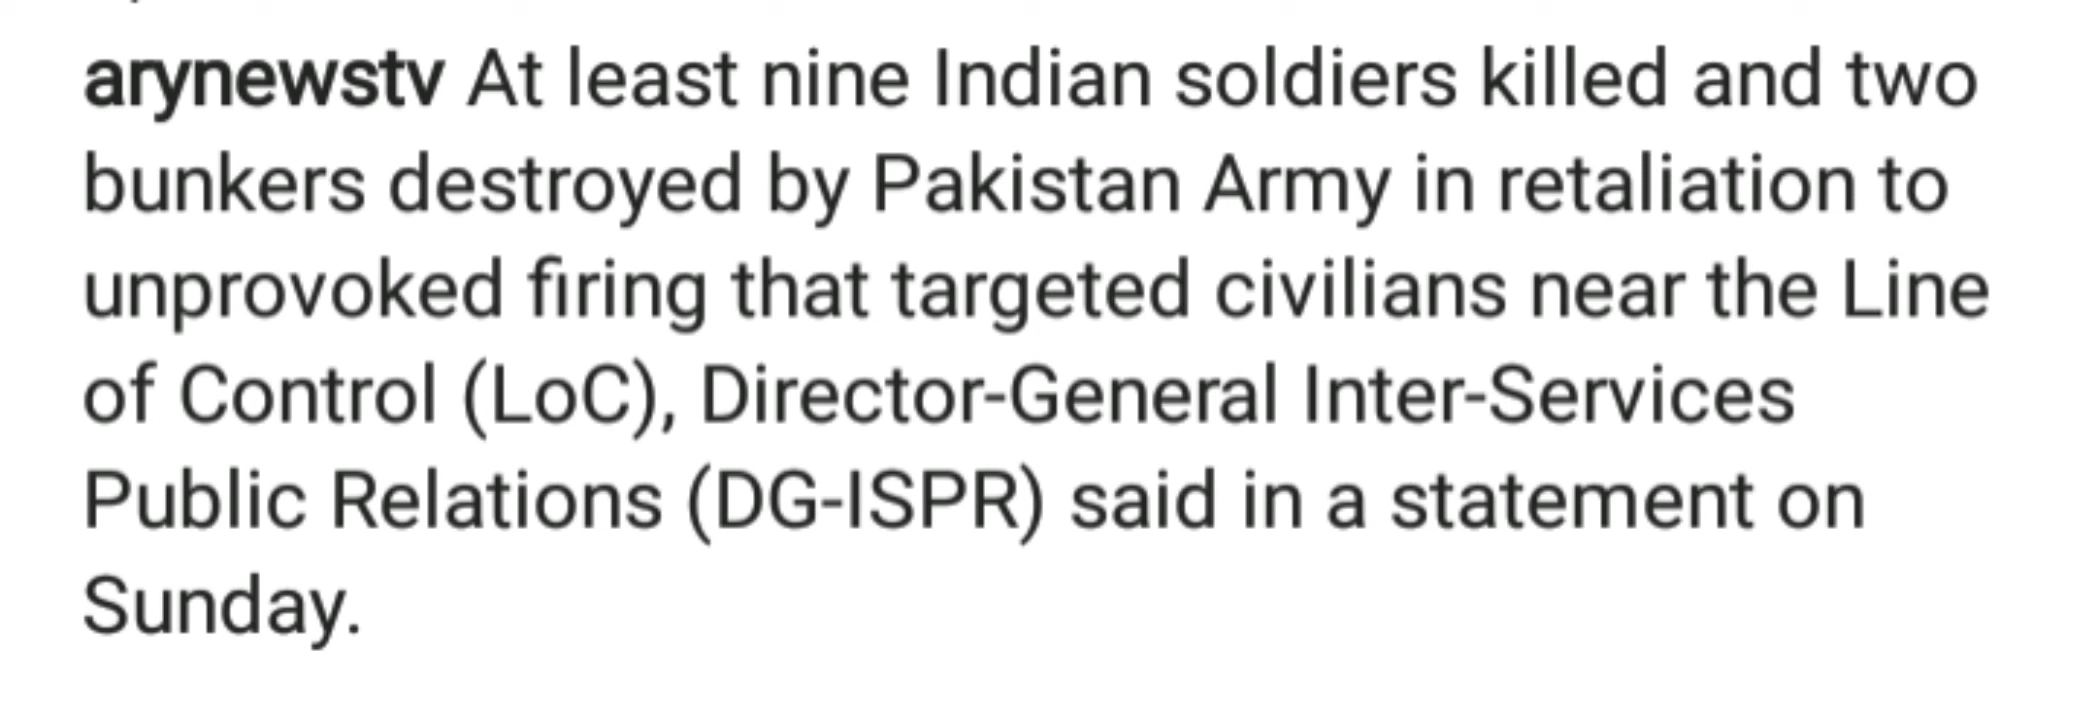 arynewstv At least nine Indian soldiers killed and two
bunkers destroyed by Pakistan Army in retaliation to
unprovoked firing that targeted civilians near the Line
of Control (LoC), Director-General Inter-Services
Public Relations (DG-ISPR) said in a statement on
Sunday.